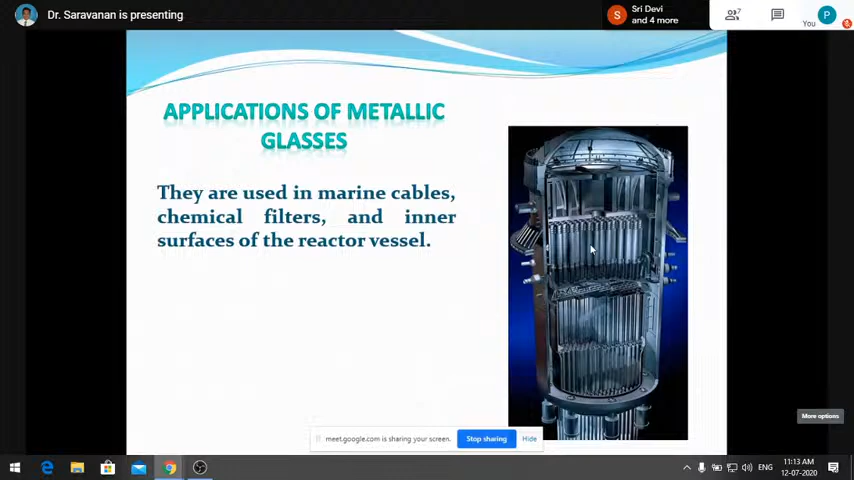 Dr. Saravanan is presenting
S
Sri Devi
and 4 more
7
P
You
APPLICATIONS OF METALLIC
GLASSES
They are used in marine cables,
chemical filters, and inner
surfaces of the reactor vessel.
More options
meet.google.com is sharing your screen.
Stop sharing
Hide
ENG
11:13 AM
12-07-2020